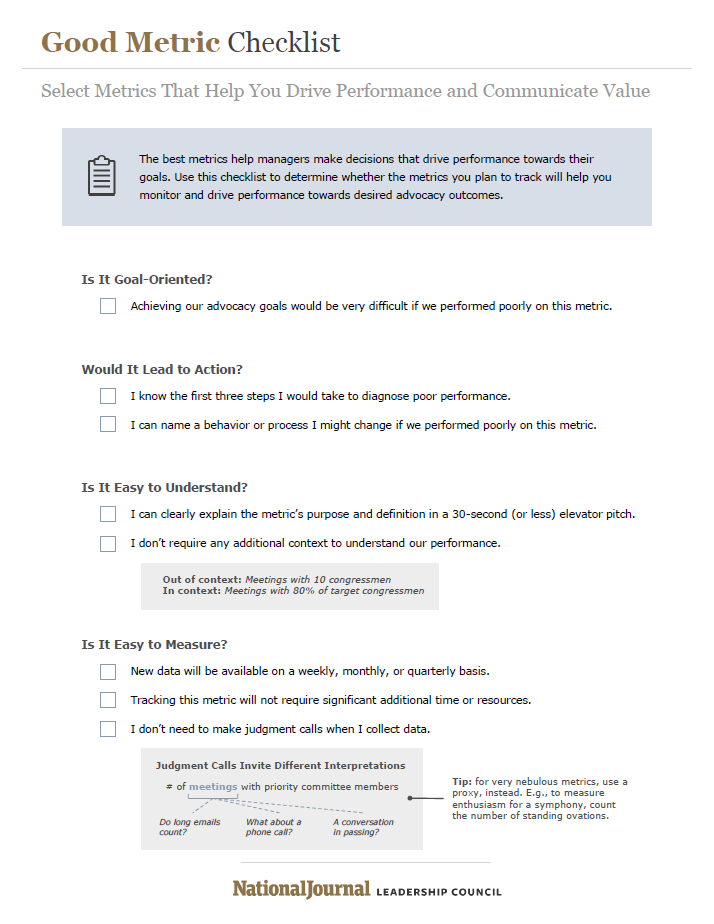 Good Metric Checklist
Select Metrics That Help You Drive Performance and Communicate Value
The best metrics help managers make decisions that drive performance towards their
goals. Use this checklist to determine whether the metrics you plan to track will help you
monitor and drive performance towards desired advocacy outcomes.
Is It Goal-Oriented?
Achieving our advocacy goals would be very difficult if we performed poorly on this metric.
Would It Lead to Action?
I know the first three steps I would take to diagnose poor performance.
I can name a behavior or process I might change if we performed poorly on this metric.
Is It Easy to Understand?
I can clearly explain the metric's purpose and definition in a 30-second (or less) elevator pitch.
I don't require any additional context to understand our performance.
Out of context: Meetings with 10 congressmen
In context: Meetings with 80% of target congressmen
Is It Easy to Measure?
New data will be available on a weekly, monthly, or quarterly basis.
Tracking this metric will not require significant additional time or resources.
I don't need to make judgment calls when I collect data.
Judgment Calls Invite Different Interpretations
# of meetings with priority committee members
Do long emails
count?
What about a
phone call?
A conversation
in passing?
Tip: for very nebulous metrics, use a
proxy, instead. E.g., to measure
enthusiasm for a symphony, count
the number of standing ovations.
NationalJournal LEADERSHIP COUNCIL